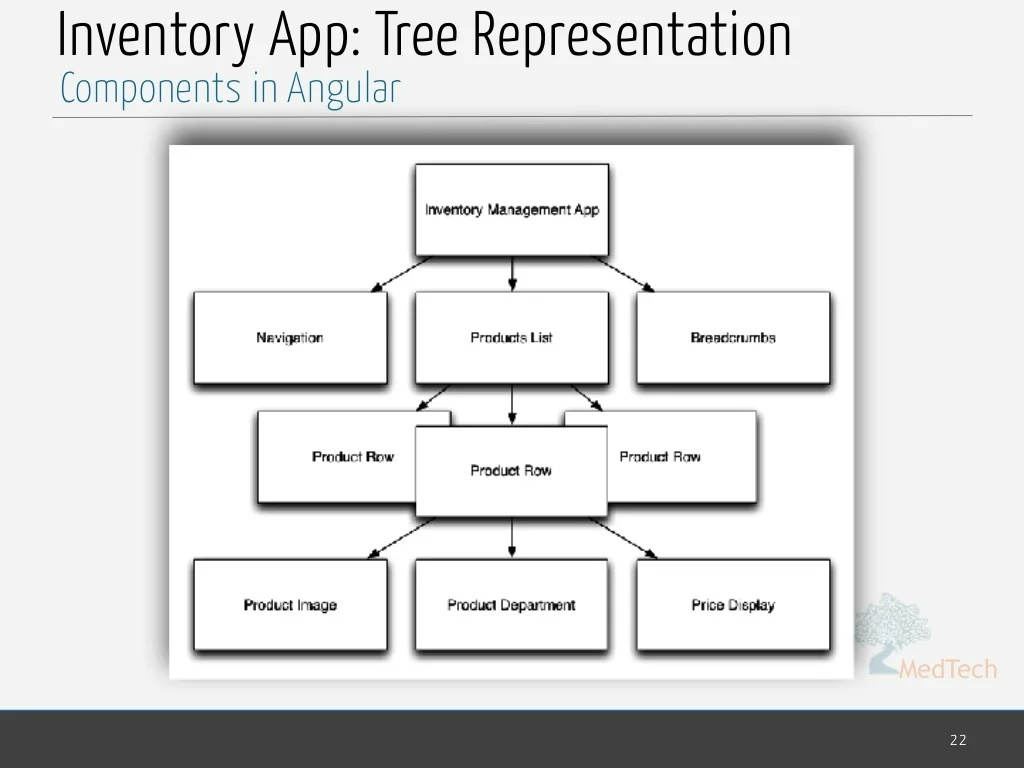 Inventory App: Tree Representation
Components in Angular
Inventory Management App
Navigation
Products List
Breadcrumbs
Product Row
Product Row
Product Row
Product Image
Product Department
Price Display
MedTech
22